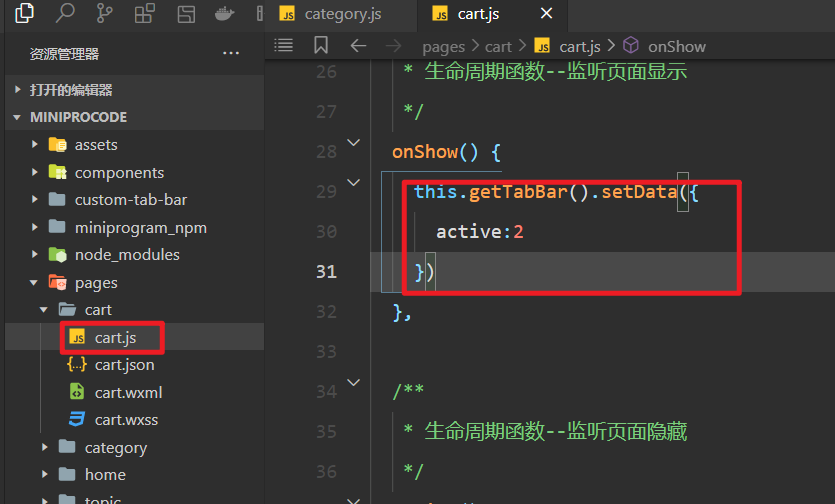 category.js
cart.js
资源管理器
pages > cart > cart.js > onShow
打开的编辑器
MINIPROCODE
assets
components
custom-tab-bar
miniprogram_npm
node_modules
pages
cart
cart.js
cart.json
cart.wxml
cart.wxss
category
home
topic
26 * 生命周期函数--监听页面显示
27 */
28 onShow() {
29 this.getTabBar().setData({
30 active:2
31 })
32 },
33
34 /**
35 * 生命周期函数--监听页面隐藏
36 */